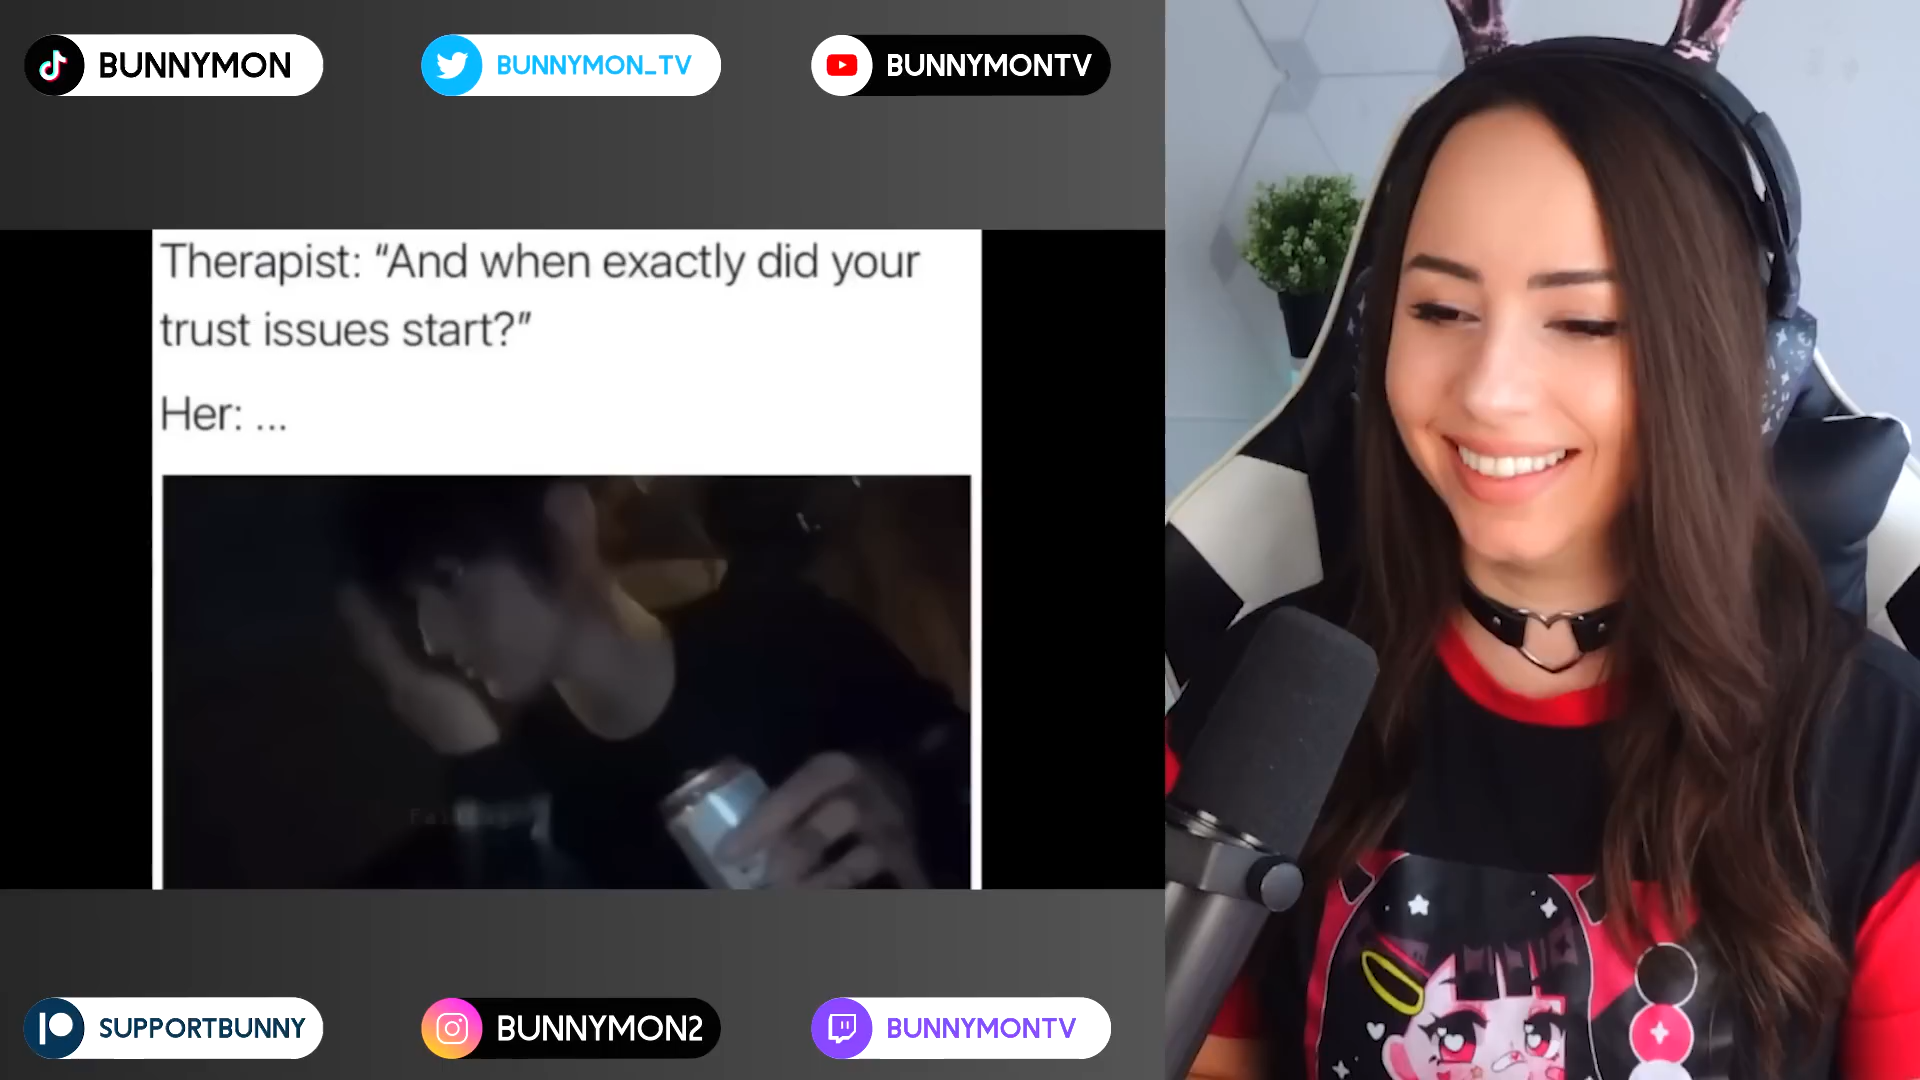 BUNNYMON
BUNNYMON_TV
BUNNYMONTV
Therapist: “And when exactly did your
trust issues start?”
Her: ...
SUPPORTBUNNY
BUNNYMON2
BUNNYMONTV